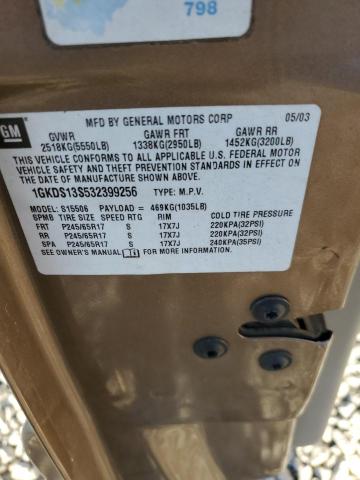 798
GM
MFD BY GENERAL MOTORS CORP 05/03
GVWR GAWR FRT GAWR RR
2518KG(5550LB) 1338KG(2950LB) 1452KG(3200LB)
THIS VEHICLE CONFORMS TO ALL APPLICABLE U.S. FEDERAL MOTOR
VEHICLE SAFETY AND THEFT PREVENTION STANDARDS IN EFFECT ON
THE DATE OF MANUFACTURE SHOWN ABOVE.
1GKDS13S532399256 TYPE: M.P.V.
MODEL: S15506 PAYLOAD = 469KG(1035LB)
SPMB TIRE SIZE SPEED RTG RIM COLD TIRE PRESSURE
FRT P245/65R17 S 17X7J 220KPA(32PSI)
RR P245/65R17 S 17X7J 220KPA(32PSI)
SPA P245/65R17 S 17X7J 240KPA(35PSI)
SEE OWNER'S MANUAL FOR MORE INFORMATION